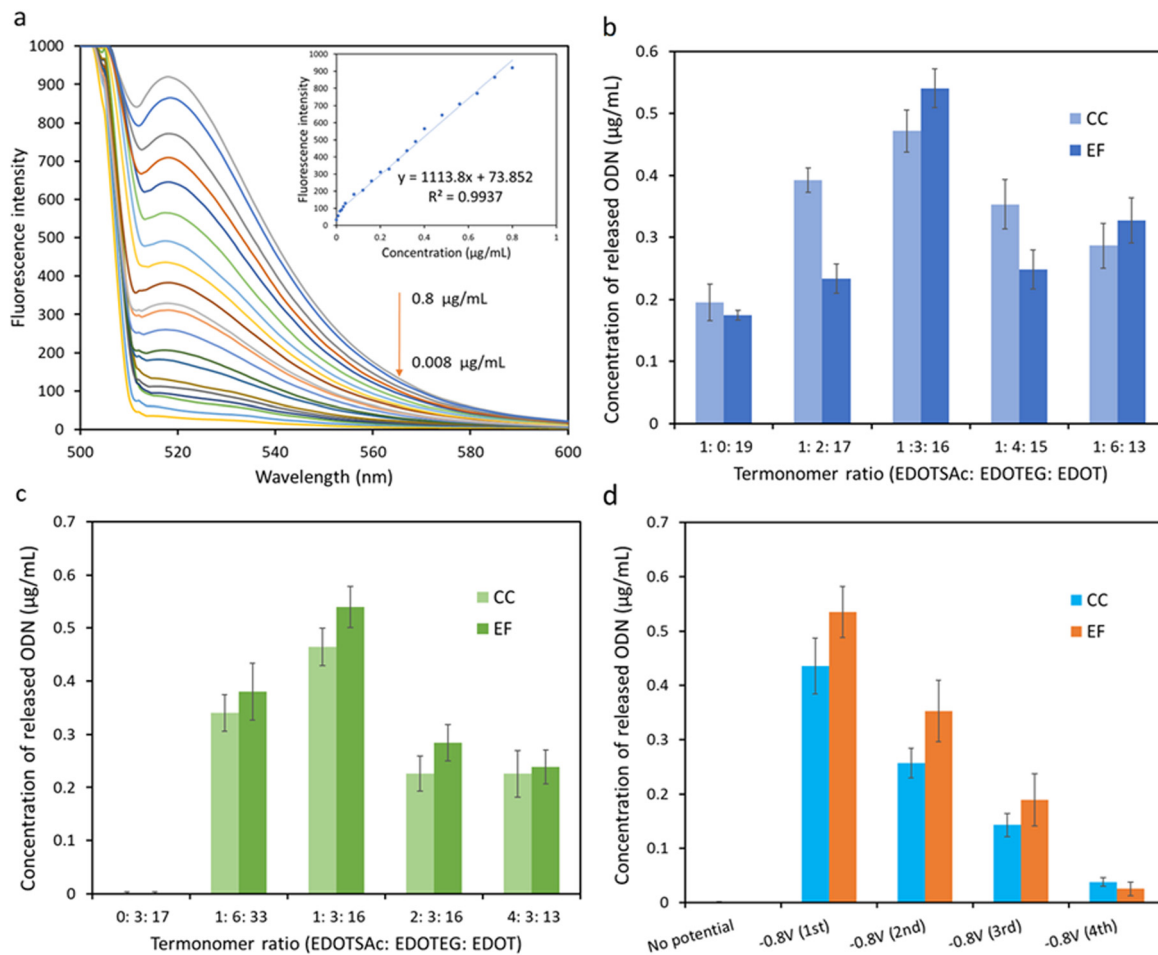 a
1000
900
800
700
600
500
400
300
200
100
0
Fluorescence intensity
500 520 540 560 580 600
Wavelength (nm)
1000
900
800
700
600
500
400
300
200
100
0
Fluorescence intensity
y = 1113.8x + 73.852
R² = 0.9937
0 0.2 0.4 0.6 0.8 1
Concentration (µg/mL)
0.8 µg/mL
0.008 µg/mL
b
0.6
0.5
0.4
0.3
0.2
0.1
0
Concentration of released ODN (µg/mL)
CC
EF
1: 0: 19 1: 2: 17 1 :3: 16 1: 4: 15 1: 6: 13
Termonomer ratio (EDOTSAc: EDOTEG: EDOT)
c
0.7
0.6
0.5
0.4
0.3
0.2
0.1
0
Concentration of released ODN (µg/mL)
CC
EF
0: 3: 17 1: 6: 33 1: 3: 16 2: 3: 16 4: 3: 13
Termonomer ratio (EDOTSAc: EDOTEG: EDOT)
d
0.7
0.6
0.5
0.4
0.3
0.2
0.1
0
Concentration of released ODN (µg/mL)
CC
EF
No potential -0.8V (1st) -0.8V (2nd) -0.8V (3rd) -0.8V (4th)